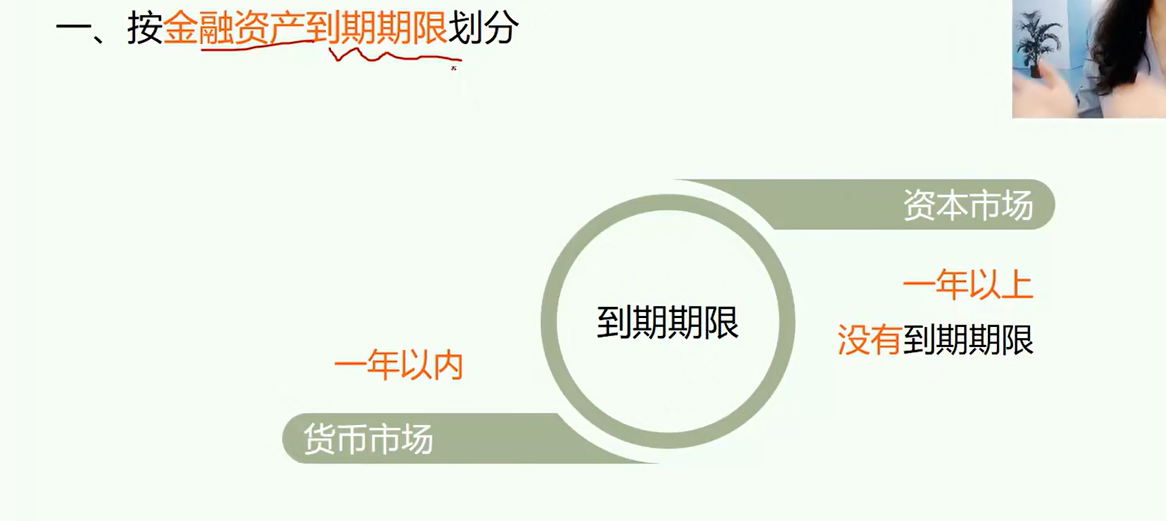 一、按金融资产到期期限划分
资本市场
一年以上
没有到期期限
到期期限
一年以内
货币市场